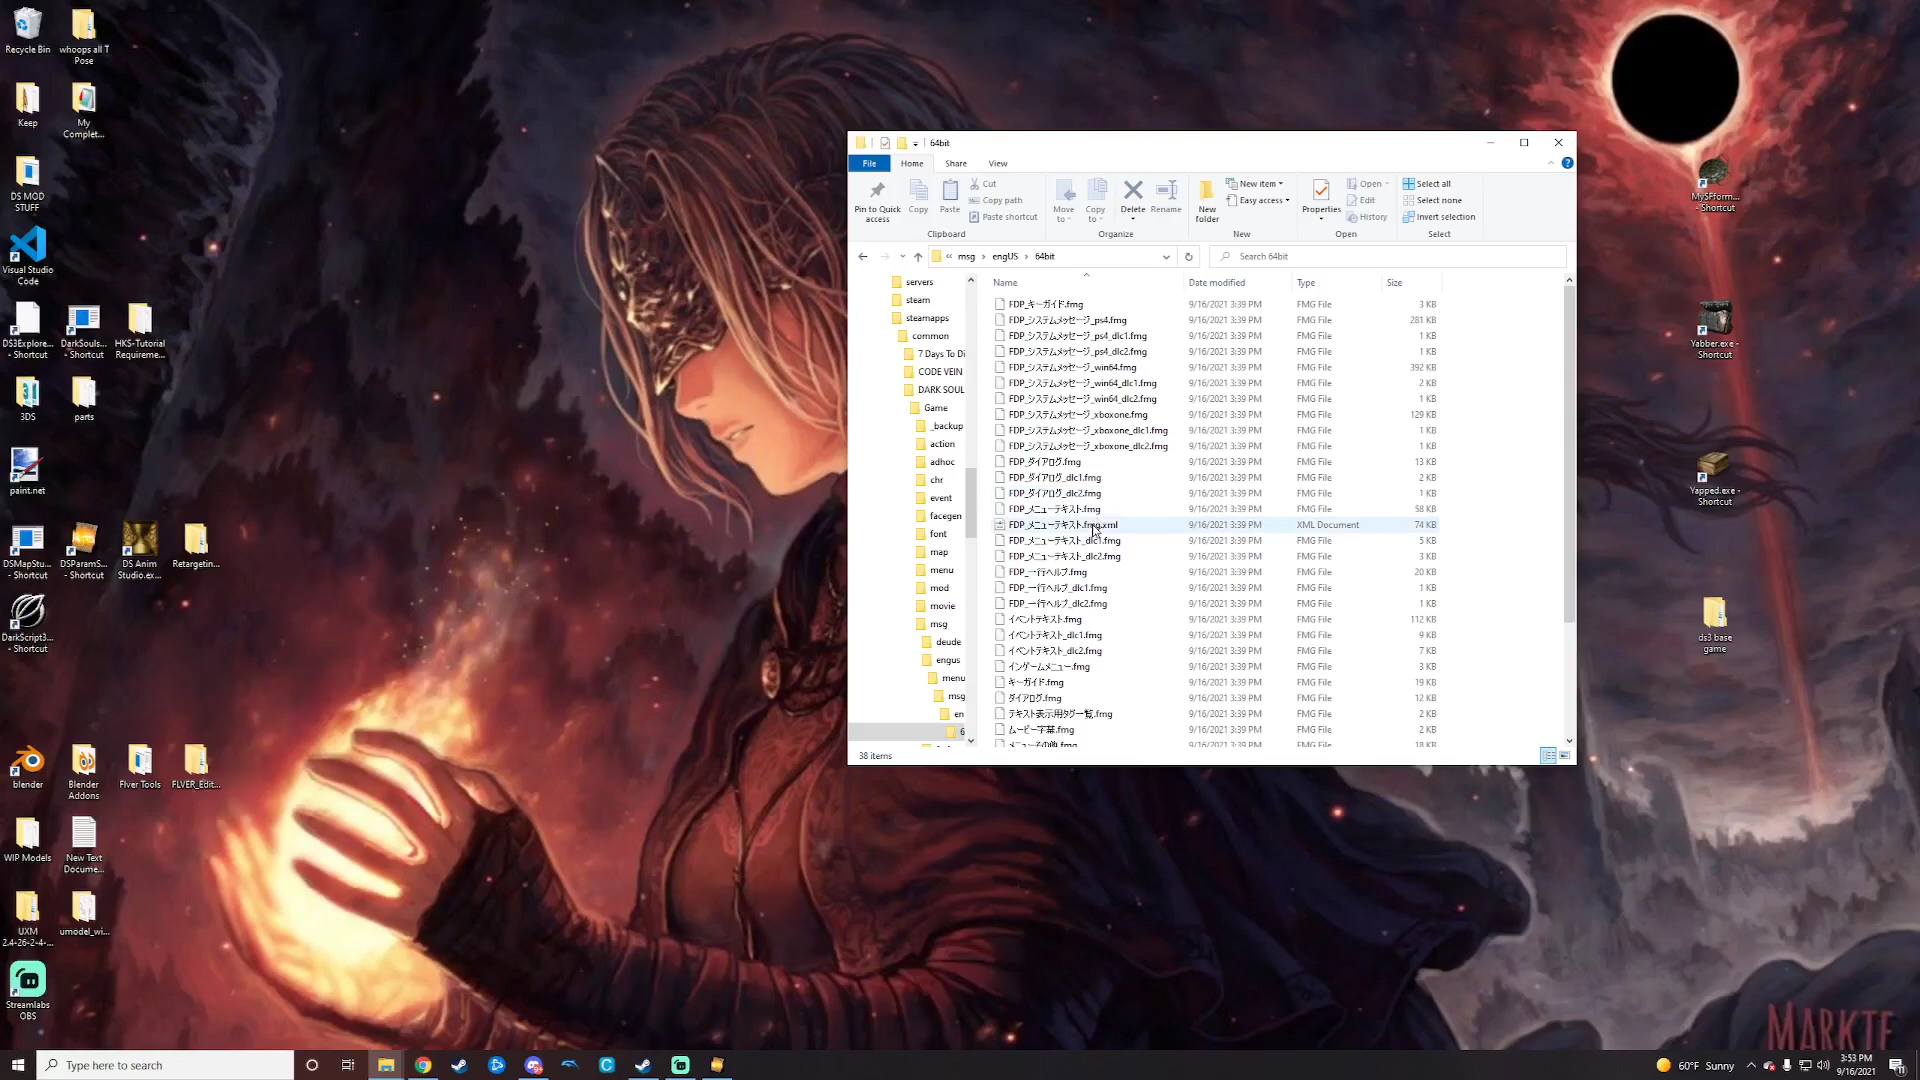 Recycle Bin
whoops all T
Pose
Keep
My
Complet...
DS MOD
STUFF
Visual Studio
Code
DS3Explore...
- Shortcut
DarkSouls...
- Shortcut
HKS-Tutorial
Requireme...
3DS
parts
paint.net
DSMapStu...
- Shortcut
DSParamS...
- Shortcut
DS Anim
Studio.ex...
Retargetin...
DarkScript3...
- Shortcut
blender
Blender
Addons
Flver Tools
FLVER_Edit...
WIP Models
New Text
Docume...
UXM
2.4-26-2-4-...
umodel_wi...
Streamlabs
OBS
64bit
File Home Share View
Pin to Quick
access
Copy
Paste
Cut
Copy path
Paste shortcut
Clipboard
Move
to
Copy
to
Delete
Rename
Organize
New
folder
New item
Easy access
New
Properties
Open
Edit
History
Open
Select all
Select none
Invert selection
Select
« msg › engUS › 64bit
Search 64bit
servers
steam
steamapps
common
7 Days To Di
CODE VEIN
DARK SOUL
Game
_backup
action
adhoc
chr
event
facegen
font
map
menu
mod
movie
msg
deude
engus
menu
msg
en
6
Name Date modified Type Size
FDP_キーガイド.fmg 9/16/2021 3:39 PM FMG File 3 KB
FDP_システムメッセージ_ps4.fmg 9/16/2021 3:39 PM FMG File 281 KB
FDP_システムメッセージ_ps4_dlc1.fmg 9/16/2021 3:39 PM FMG File 1 KB
FDP_システムメッセージ_ps4_dlc2.fmg 9/16/2021 3:39 PM FMG File 1 KB
FDP_システムメッセージ_win64.fmg 9/16/2021 3:39 PM FMG File 392 KB
FDP_システムメッセージ_win64_dlc1.fmg 9/16/2021 3:39 PM FMG File 2 KB
FDP_システムメッセージ_win64_dlc2.fmg 9/16/2021 3:39 PM FMG File 1 KB
FDP_システムメッセージ_xboxone.fmg 9/16/2021 3:39 PM FMG File 129 KB
FDP_システムメッセージ_xboxone_dlc1.fmg 9/16/2021 3:39 PM FMG File 1 KB
FDP_システムメッセージ_xboxone_dlc2.fmg 9/16/2021 3:39 PM FMG File 1 KB
FDP_ダイアログ.fmg 9/16/2021 3:39 PM FMG File 13 KB
FDP_ダイアログ_dlc1.fmg 9/16/2021 3:39 PM FMG File 2 KB
FDP_ダイアログ_dlc2.fmg 9/16/2021 3:39 PM FMG File 1 KB
FDP_メニューテキスト.fmg 9/16/2021 3:39 PM FMG File 58 KB
FDP_メニューテキスト.fmg.xml 9/16/2021 3:39 PM XML Document 74 KB
FDP_メニューテキスト_dlc1.fmg 9/16/2021 3:39 PM FMG File 5 KB
FDP_メニューテキスト_dlc2.fmg 9/16/2021 3:39 PM FMG File 3 KB
FDP_一行ヘルプ.fmg 9/16/2021 3:39 PM FMG File 20 KB
FDP_一行ヘルプ_dlc1.fmg 9/16/2021 3:39 PM FMG File 1 KB
FDP_一行ヘルプ_dlc2.fmg 9/16/2021 3:39 PM FMG File 1 KB
イベントテキスト.fmg 9/16/2021 3:39 PM FMG File 112 KB
イベントテキスト_dlc1.fmg 9/16/2021 3:39 PM FMG File 9 KB
イベントテキスト_dlc2.fmg 9/16/2021 3:39 PM FMG File 7 KB
インゲームメニュー.fmg 9/16/2021 3:39 PM FMG File 3 KB
キーガイド.fmg 9/16/2021 3:39 PM FMG File 19 KB
ダイアログ.fmg 9/16/2021 3:39 PM FMG File 12 KB
テキスト表示用タグ一覧.fmg 9/16/2021 3:39 PM FMG File 2 KB
ムービー字幕.fmg 9/16/2021 3:39 PM FMG File 2 KB
メニューその他.fmg 9/16/2021 3:39 PM FMG File 18 KB
38 items
MySFform...
- Shortcut
Yabber.exe -
Shortcut
Yapped.exe -
Shortcut
ds3 base
game
Type here to search
60°F Sunny
3:53 PM
9/16/2021